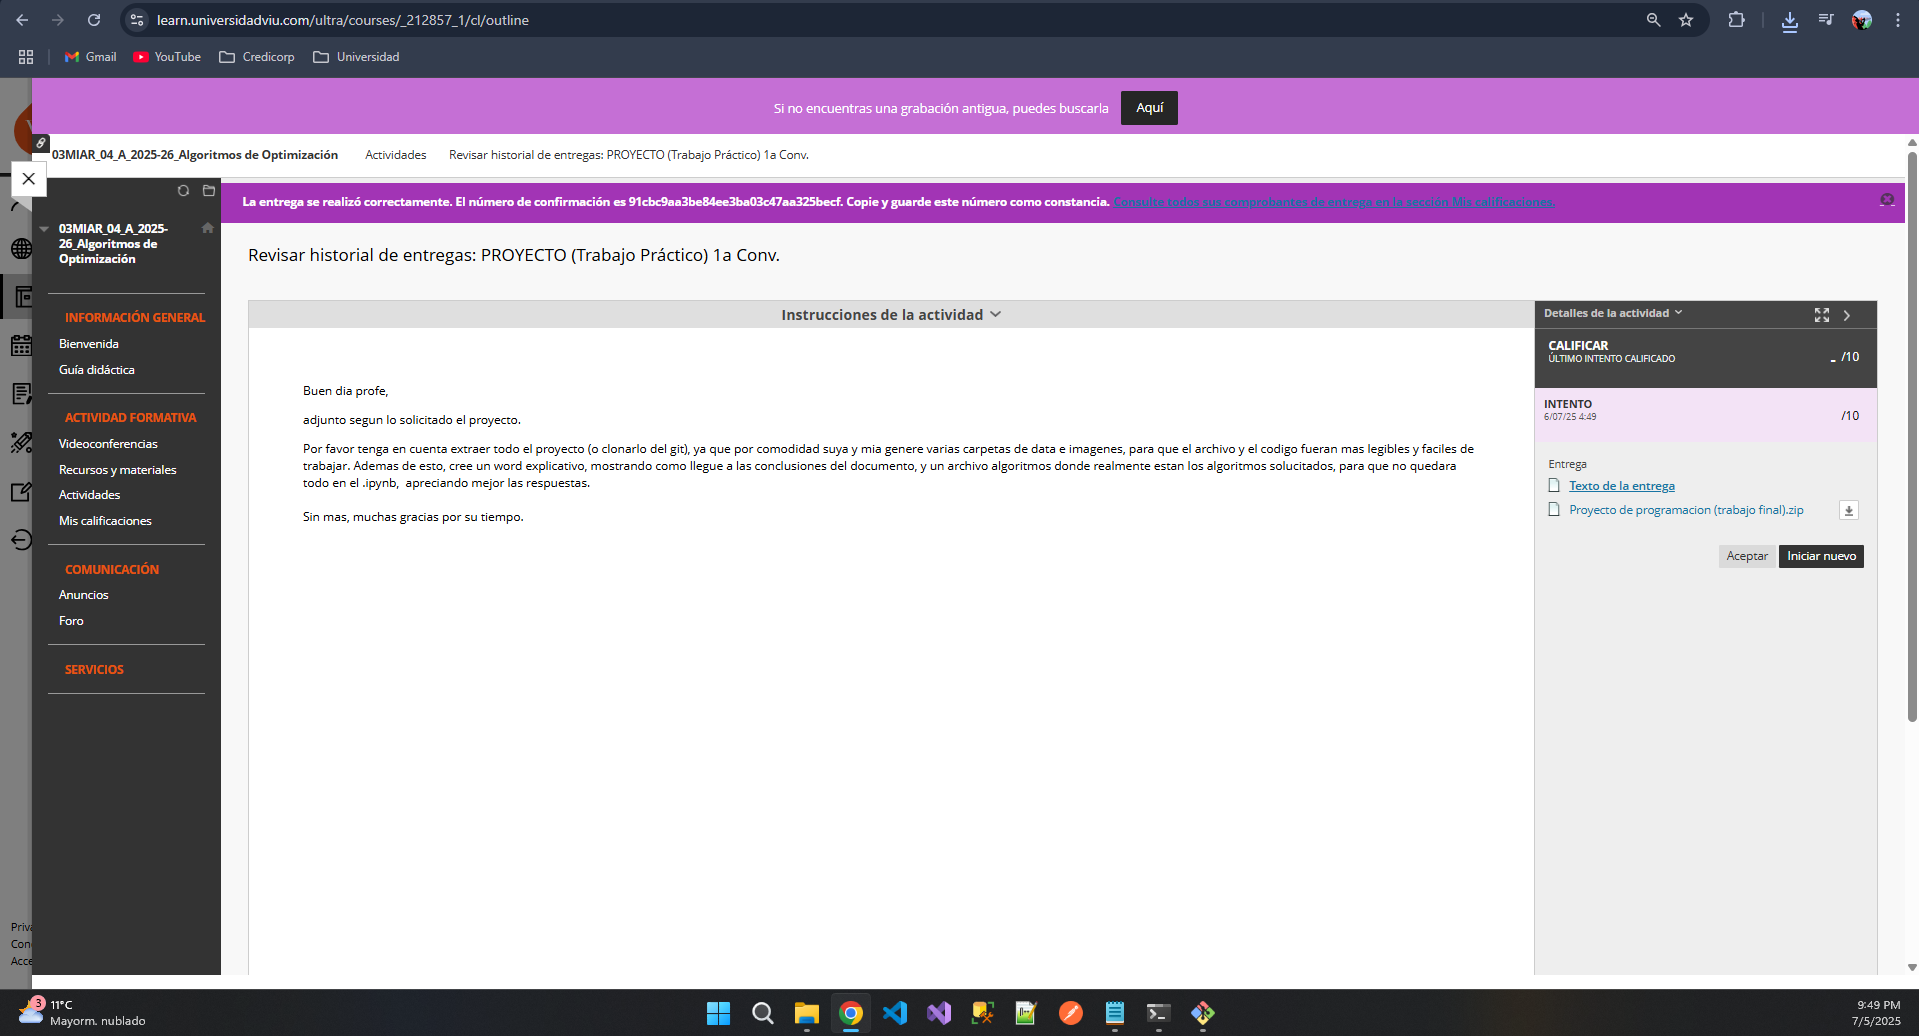 learn.universidadviu.com/ultra/courses/_212857_1/cl/outline
Gmail
YouTube
Credicorp
Universidad
Si no encuentras una grabación antigua, puedes buscarla
Aquí
03MIAR_04_A_2025-26_Algoritmos de Optimización
Actividades
Revisar historial de entregas: PROYECTO (Trabajo Práctico) 1a Conv.
La entrega se realizó correctamente. El número de confirmación es 91cbc9aa3be84ee3ba03c47aa325becf. Copie y guarde este número como constancia. Consulte todos sus comprobantes de entrega en la sección Mis calificaciones.
03MIAR_04_A_2025-
26_Algoritmos de
Optimización
INFORMACIÓN GENERAL
Bienvenida
Guía didáctica
ACTIVIDAD FORMATIVA
Videoconferencias
Recursos y materiales
Actividades
Mis calificaciones
COMUNICACIÓN
Anuncios
Foro
SERVICIOS
Priva
Con
Acce
Revisar historial de entregas: PROYECTO (Trabajo Práctico) 1a Conv.
Instrucciones de la actividad
Buen dia profe,
adjunto segun lo solicitado el proyecto.
Por favor tenga en cuenta extraer todo el proyecto (o clonarlo del git), ya que por comodidad suya y mia genere varias carpetas de data e imagenes, para que el archivo y el codigo fueran mas legibles y faciles de
trabajar. Ademas de esto, cree un word explicativo, mostrando como llegue a las conclusiones del documento, y un archivo algoritmos donde realmente estan los algoritmos solucitados, para que no quedara
todo en el .ipynb, apreciando mejor las respuestas.
Sin mas, muchas gracias por su tiempo.
Detalles de la actividad
CALIFICAR
ÚLTIMO INTENTO CALIFICADO
- /10
INTENTO
6/07/25 4:49
/10
Entrega
Texto de la entrega
Proyecto de programacion (trabajo final).zip
Aceptar
Iniciar nuevo
3
11°C
Mayorm. nublado
9:49 PM
7/5/2025